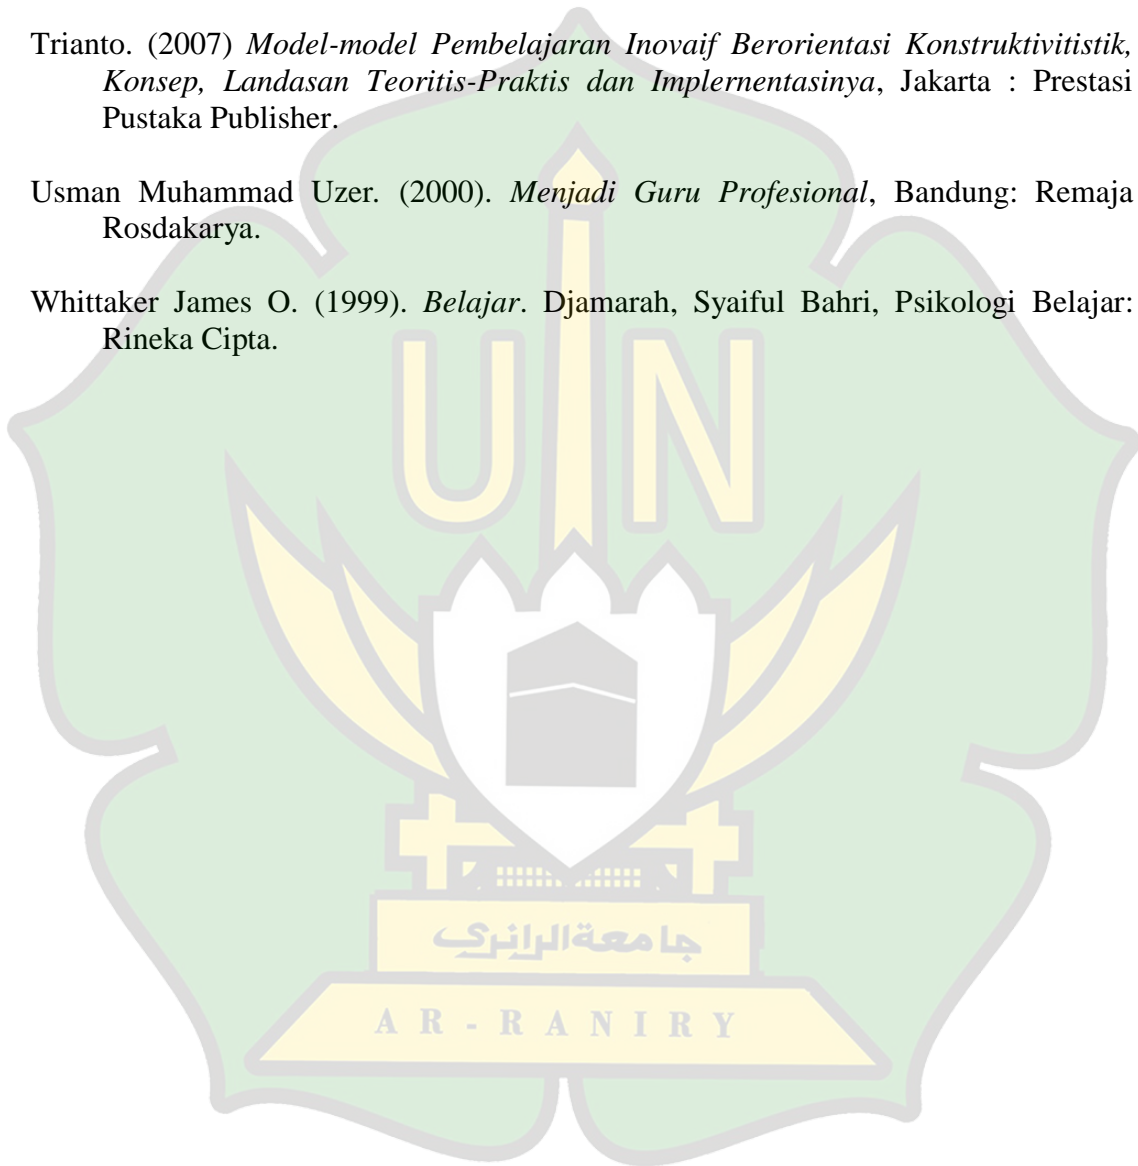 Trianto. (2007) Model-model Pembelajaran Inovaif Berorientasi Konstruktivitistik,
Konsep, Landasan Teoritis-Praktis dan Implernentasinya, Jakarta : Prestasi
Pustaka Publisher.
Usman Muhammad Uzer. (2000). Menjadi Guru Profesional, Bandung: Remaja
Rosdakarya.
Whittaker James O. (1999). Belajar. Djamarah, Syaiful Bahri, Psikologi Belajar:
Rineka Cipta.
UIN
جامعة الرانري
AR-RANIRY